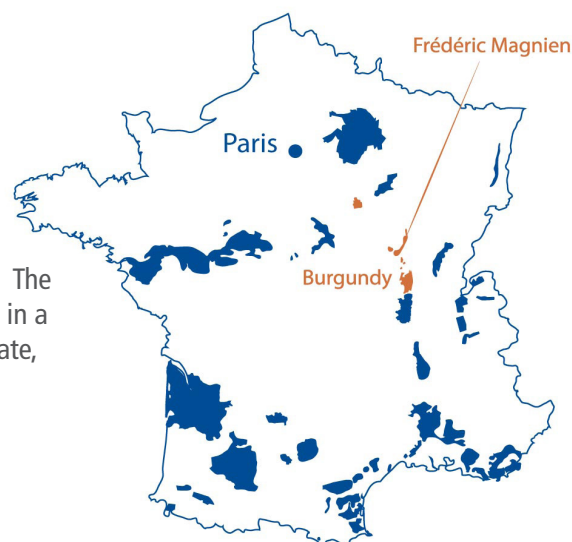 Frédéric Magnien
Paris
The
Burgundy
in a
ate,